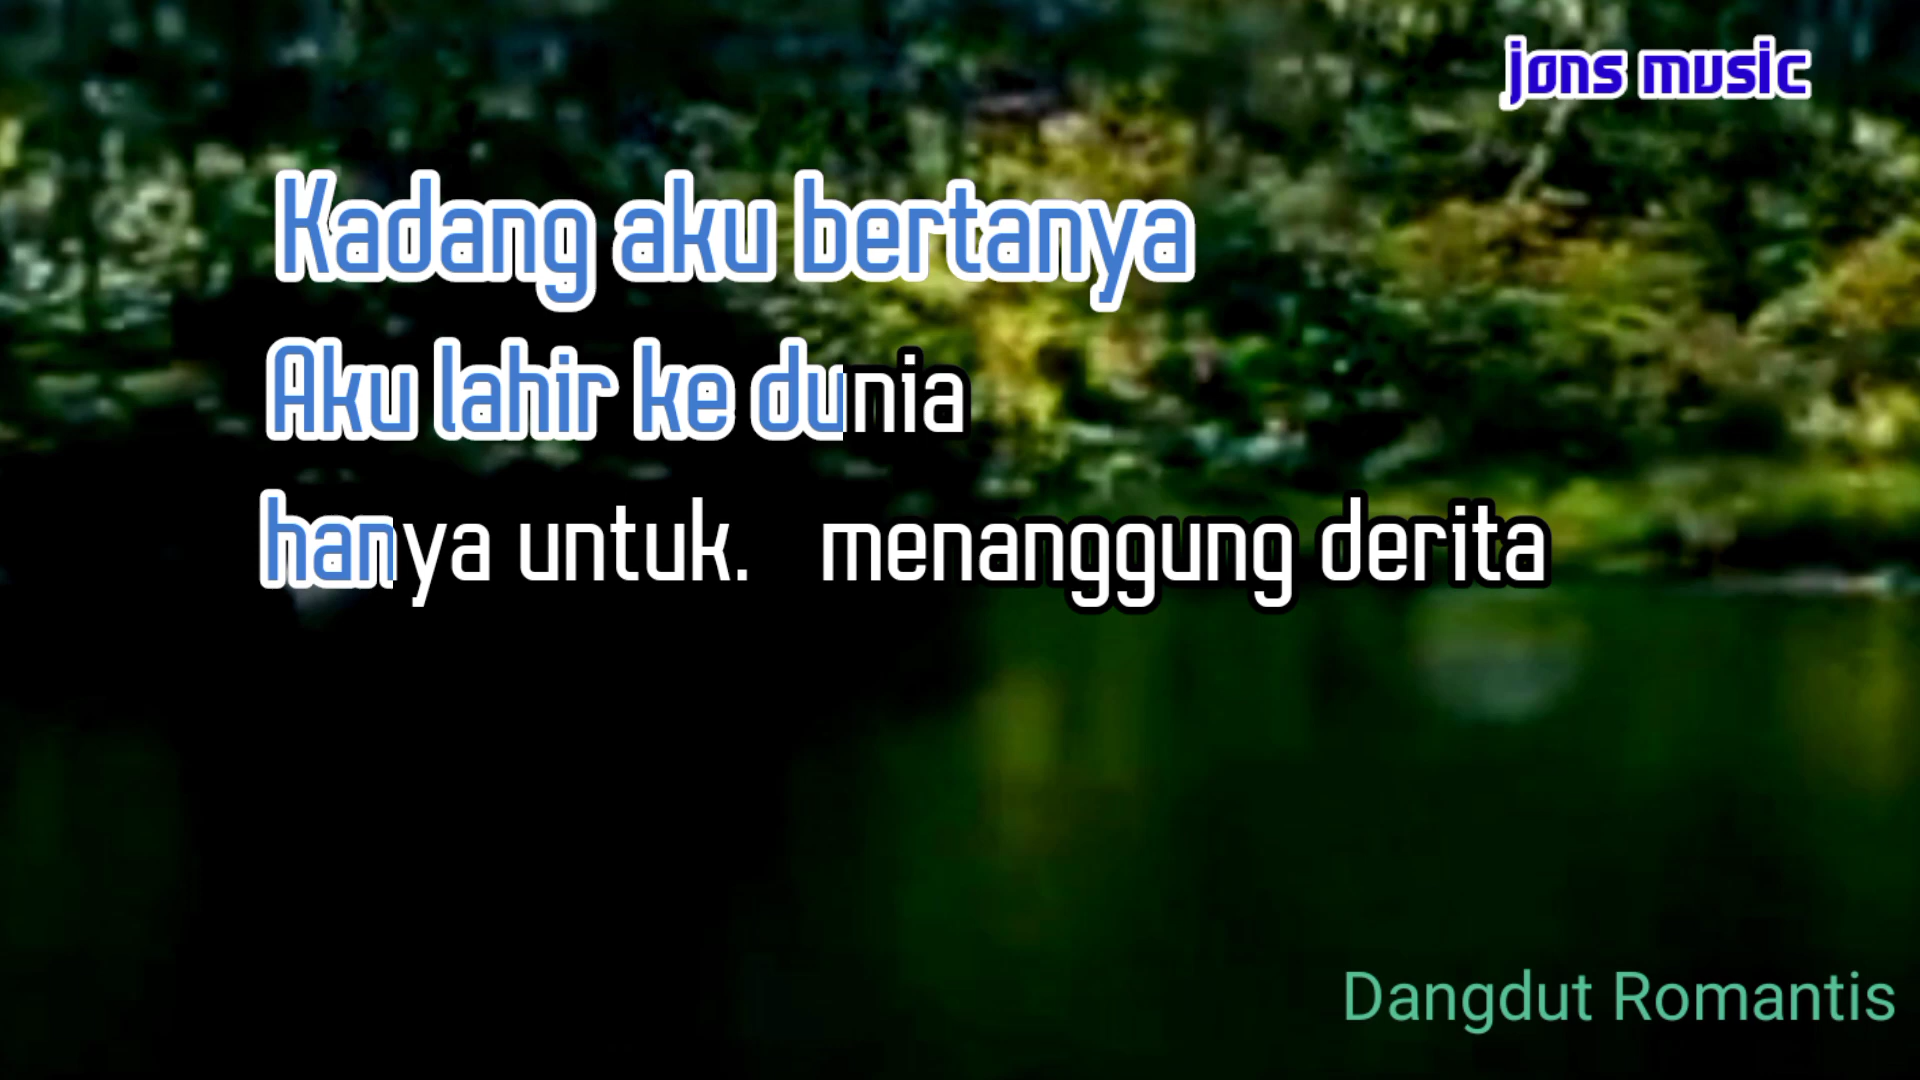 jons music
Kadang aku bertanya
Aku lahir ke dunia
hanya untuk. menanggung derita
Dangdut Romantis